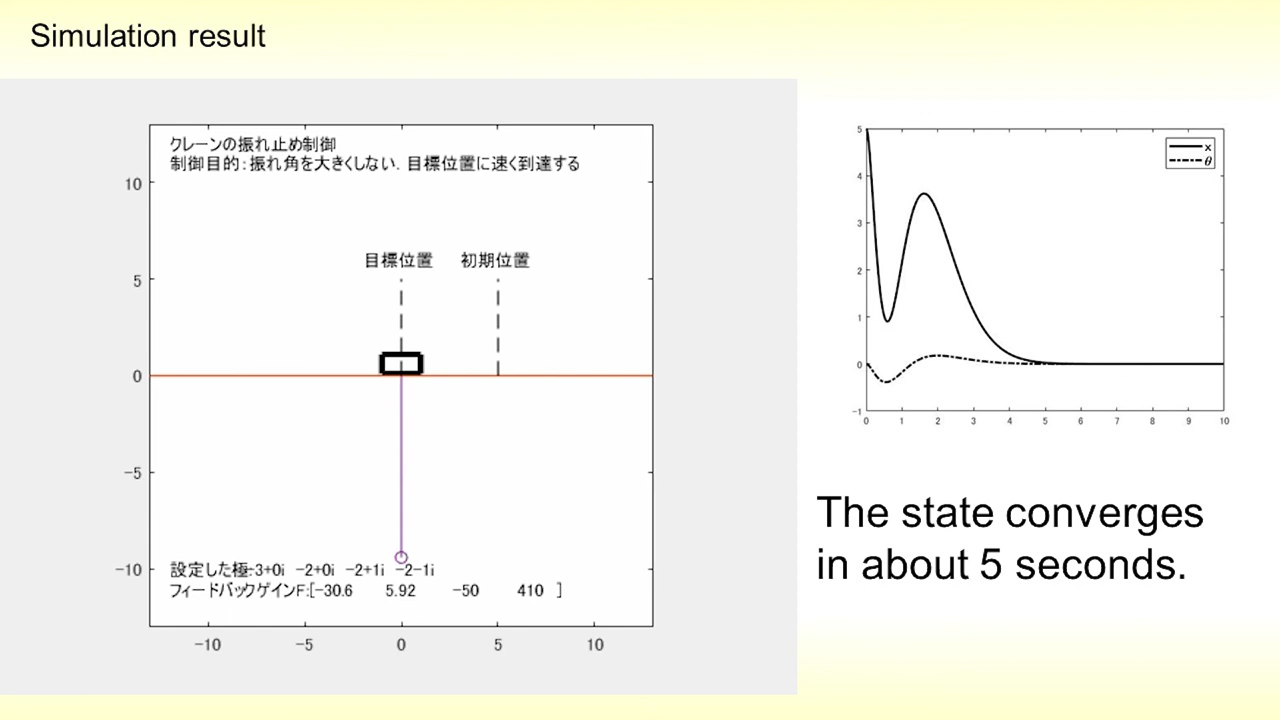 Simulation result
クレーンの振れ止め制御
制御目的：振れ角を大きくしない．目標位置に速く到達する
目標位置 初期位置
10
5
0
-5
-10
設定した極:-3+0i -2+0i -2+1i -2-1i
フィードバックゲインF:[-30.6 5.92 -50 410 ]
-10 -5 0 5 10
5
4
3
2
1
0
-1
x
θ
0 1 2 3 4 5 6 7 8 9 10
The state converges
in about 5 seconds.